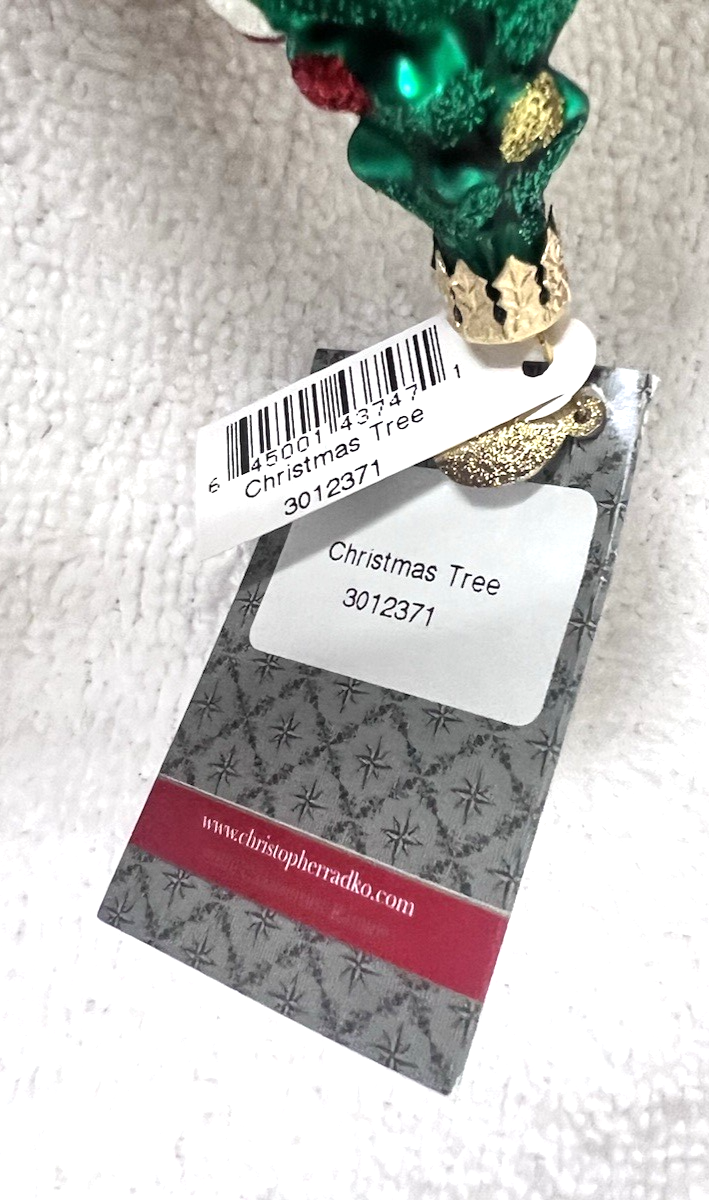 6 45001 43747 1
Christmas Tree
3012371
Christmas Tree
3012371
www.christopherradko.com